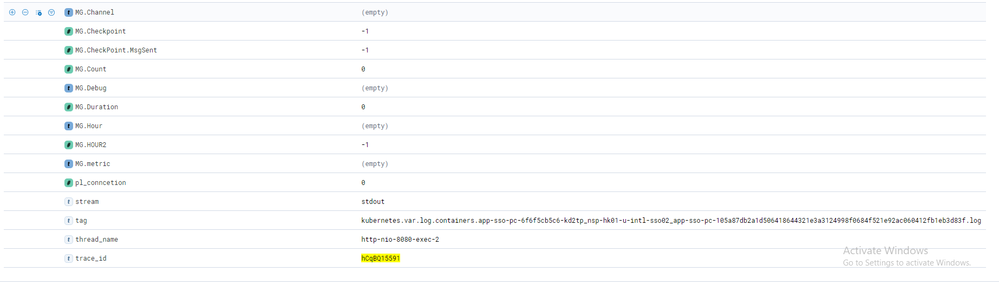 t MG.Channel (empty)
# MG.Checkpoint -1
# MG.CheckPoint.MsgSent -1
# MG.Count 0
t MG.Debug (empty)
# MG.Duration 0
t MG.Hour (empty)
# MG.HOUR2 -1
t MG.metric (empty)
# pl_conncetion 0
t stream stdout
t tag kubernetes.var.log.containers.app-sso-pc-6f6f5cb5c6-kd2tp_nsp-hk01-u-intl-sso02_app-sso-pc-105a87db2a1d506418644321e3a3124998f0684f521e92ac060412fb1eb3d83f.log
t thread_name http-nio-8080-exec-2
t trace_id hCqBQ15591
Activate Windows
Go to Settings to activate Windows.